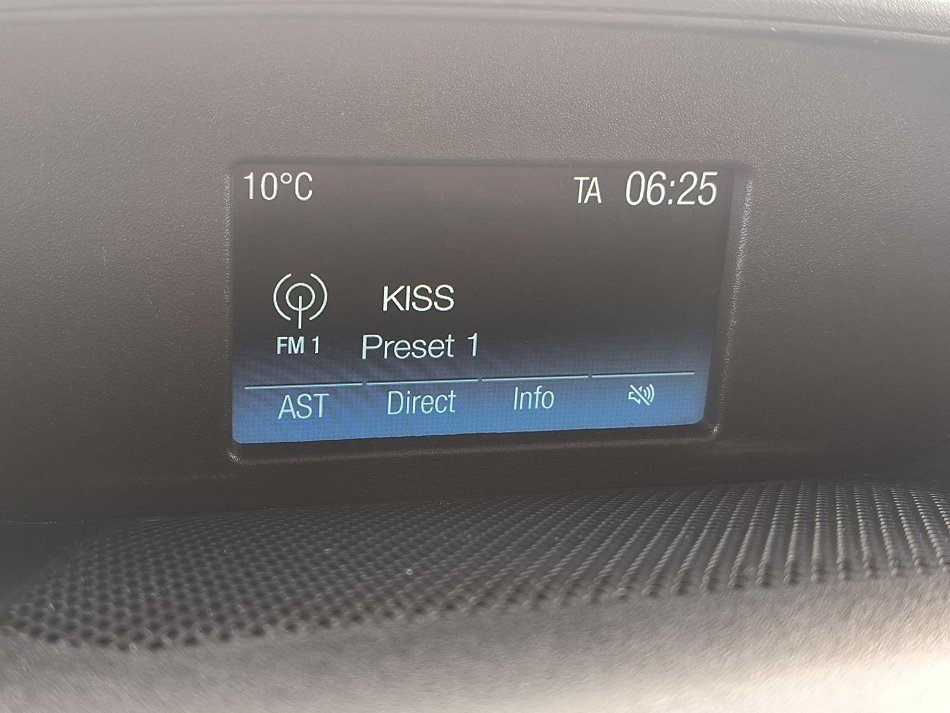 10°C TA 06:25
KISS
FM 1 Preset 1
AST Direct Info